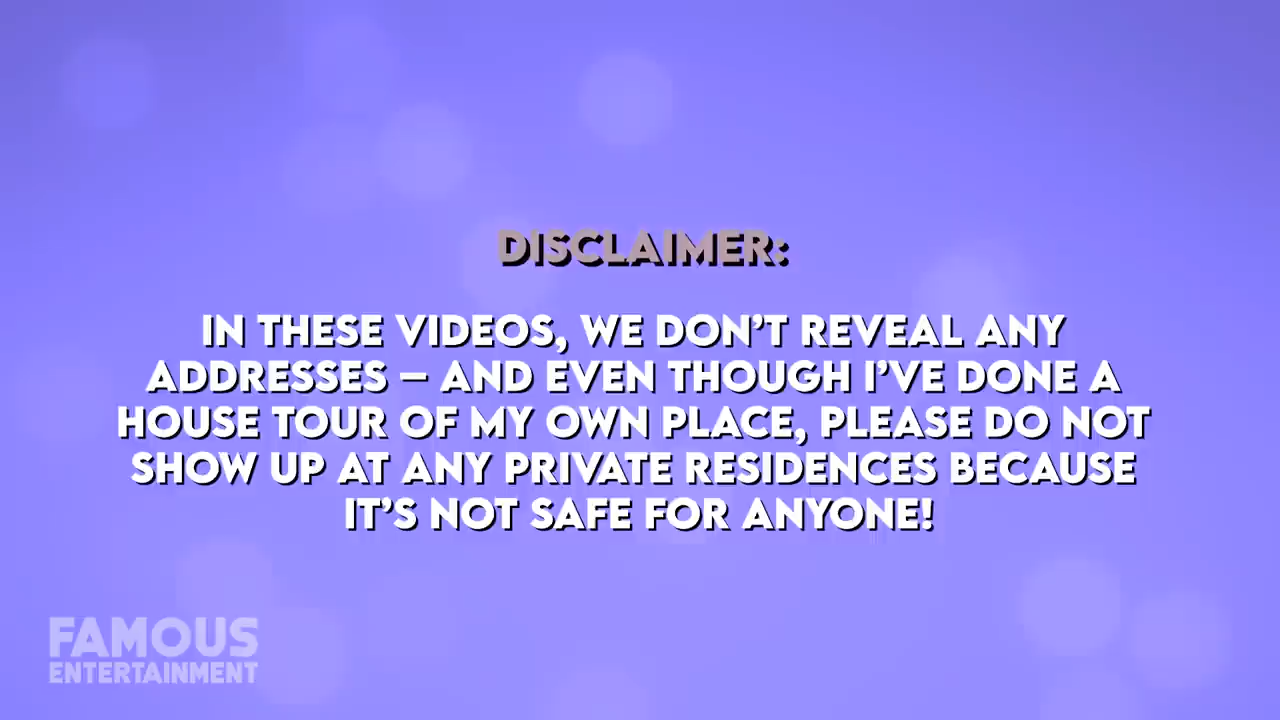 DISCLAIMER:
IN THESE VIDEOS, WE DON’T REVEAL ANY
ADDRESSES – AND EVEN THOUGH I’VE DONE A
HOUSE TOUR OF MY OWN PLACE, PLEASE DO NOT
SHOW UP AT ANY PRIVATE RESIDENCES BECAUSE
IT’S NOT SAFE FOR ANYONE!
FAMOUS
ENTERTAINMENT